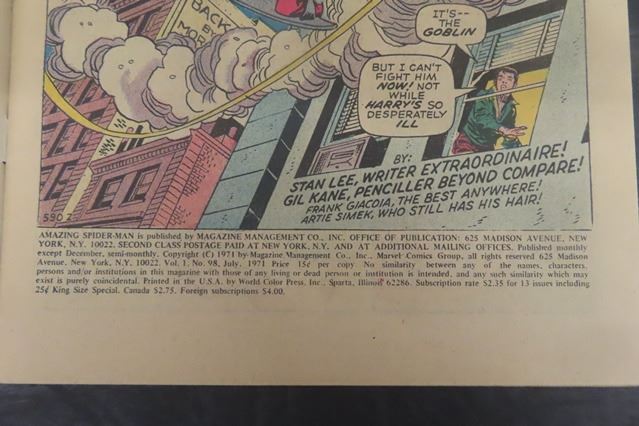 BACK
BY
MOR
IT'S--
THE
GOBLIN
BUT I CAN'T
FIGHT HIM
NOW! NOT
WHILE
HARRY'S SO
DESPERATELY
ILL
BY:
STAN LEE, WRITER EXTRAORDINAIRE!
GIL KANE, PENCILLER BEYOND COMPARE!
FRANK GIACOIA, THE BEST ANYWHERE!
ARTIE SIMEK, WHO STILL HAS HIS HAIR!
590 Z
AMAZING SPIDER-MAN is published by MAGAZINE MANAGEMENT CO., INC. OFFICE OF PUBLICATION: 625 MADISON AVENUE, NEW
YORK, N.Y. 10022. SECOND CLASS POSTAGE PAID AT NEW YORK, N.Y. AND AT ADDITIONAL MAILING OFFICES. Published monthly
except December, semi-monthly. Copyright (C) 1971 by Magazine Management Co., Inc., Marvel Comics Group, all rights reserved 625 Madison
Avenue, New York, N.Y. 10022. Vol. 1, No. 98, July, 1971 Price 15¢ per copy. No similarity between any of the names, characters,
persons and/or institutions in this magazine with those of any living or dead person or institution is intended, and any such similarity which may
exist is purely coincidental. Printed in the U.S.A. by World Color Press, Inc., Sparta, Illinois 62286. Subscription rate $2.35 for 13 issues including
25¢ King Size Special. Canada $2.75. Foreign subscriptions $4.00.